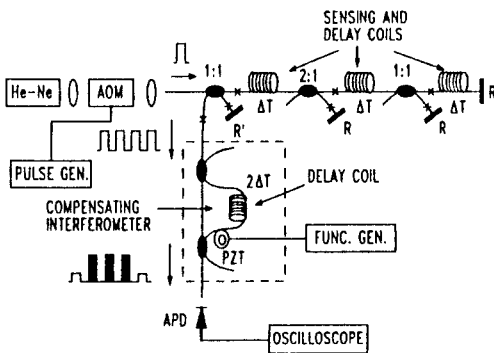 SENSING AND
DELAY COILS
1:1
2:1
1:1
He-Ne
AOM
ΔT
ΔT
ΔT
R'
R
R
R
PULSE GEN.
2ΔT
DELAY COIL
COMPENSATING
INTERFEROMETER
PZT
FUNC. GEN.
APD
OSCILLOSCOPE